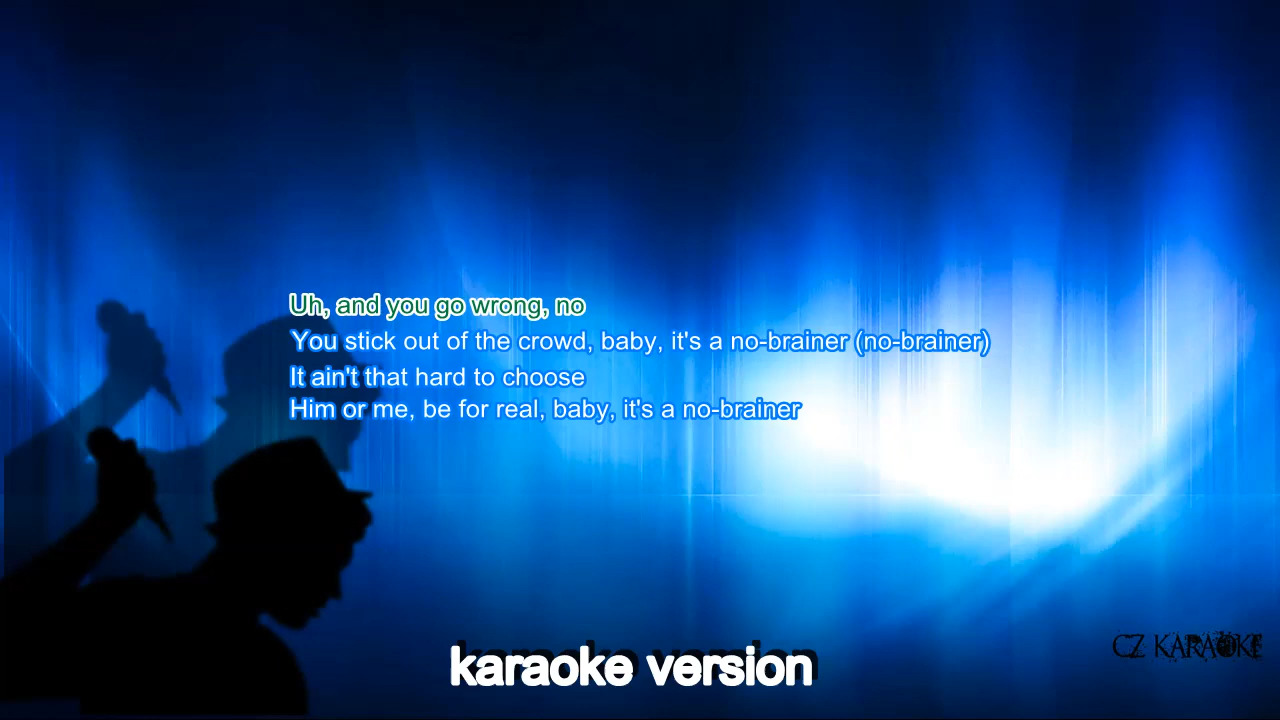 Uh, and you go wrong, no
You stick out of the crowd, baby, it's a no-brainer (no-brainer)
It ain't that hard to choose
Him or me, be for real, baby, it's a no-brainer
karaoke version
CZ KARAOKE